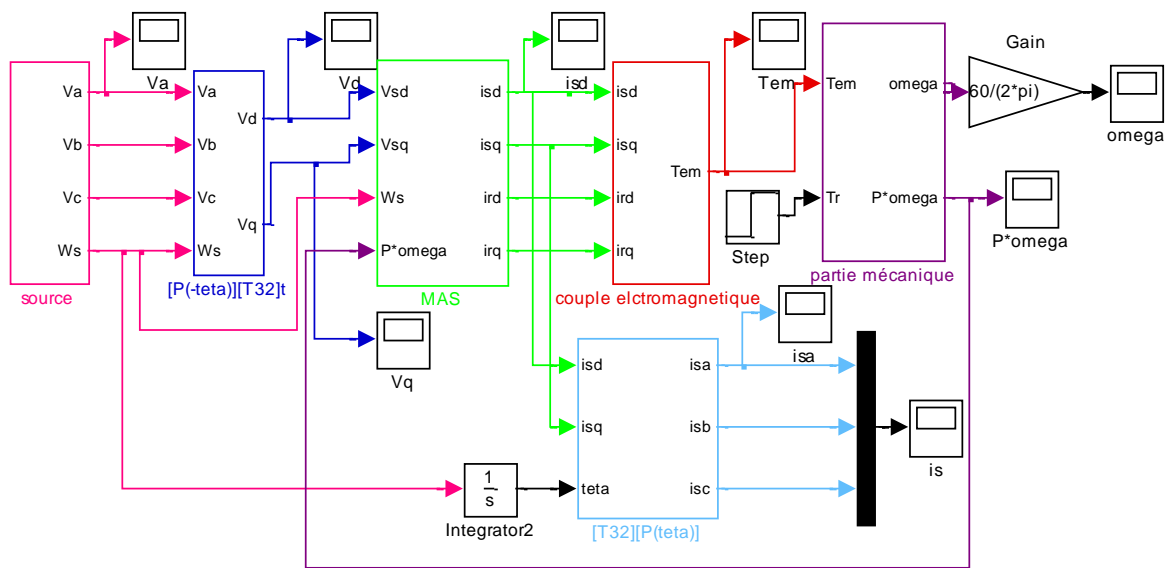 Va
Vb
Vc
Ws
source
Va
Va
Vb
Vc
Ws
Vd
Vq
[P(-teta)][T32]t
Vd
Vq
Vsd
Vsq
Ws
P*omega
isd
isq
ird
irq
MAS
isd
isd
isq
ird
irq
Tem
couple elctromagnetique
Tem
Step
Tem
Tr
omega
P*omega
partie mécanique
Gain
60/(2*pi)
omega
P*omega
1
s
Integrator2
isd
isq
teta
isa
isb
isc
[T32][P(teta)]
isa
is